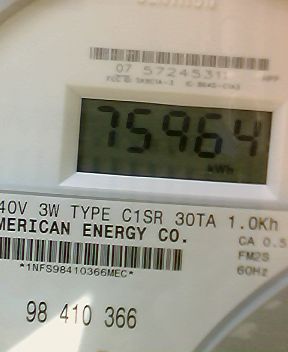 07 5724531
APP
75964
kWh
40V 3W TYPE C1SR 30TA 1.0Kh
MERICAN ENERGY CO.
CA 0.5
FM2S
*1NFS98410366MEC*
60Hz
98 410 366